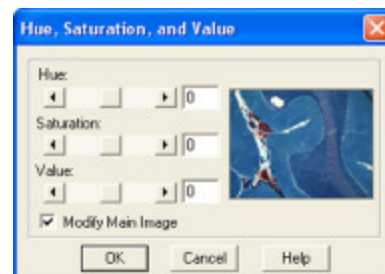 Hue, Saturation, and Value
Hue:
0
Saturation:
0
Value:
0
Modify Main Image
OK Cancel Help